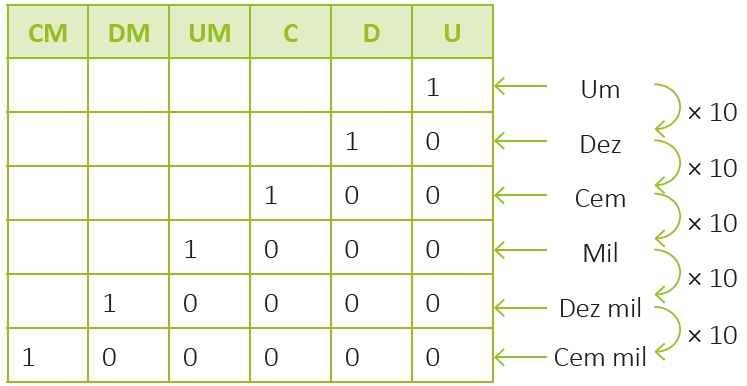 CM DM UM C D U
1 Um
× 10
1 0 Dez
× 10
1 0 0 Cem
× 10
1 0 0 0 Mil
× 10
1 0 0 0 0 Dez mil
× 10
1 0 0 0 0 0 Cem mil